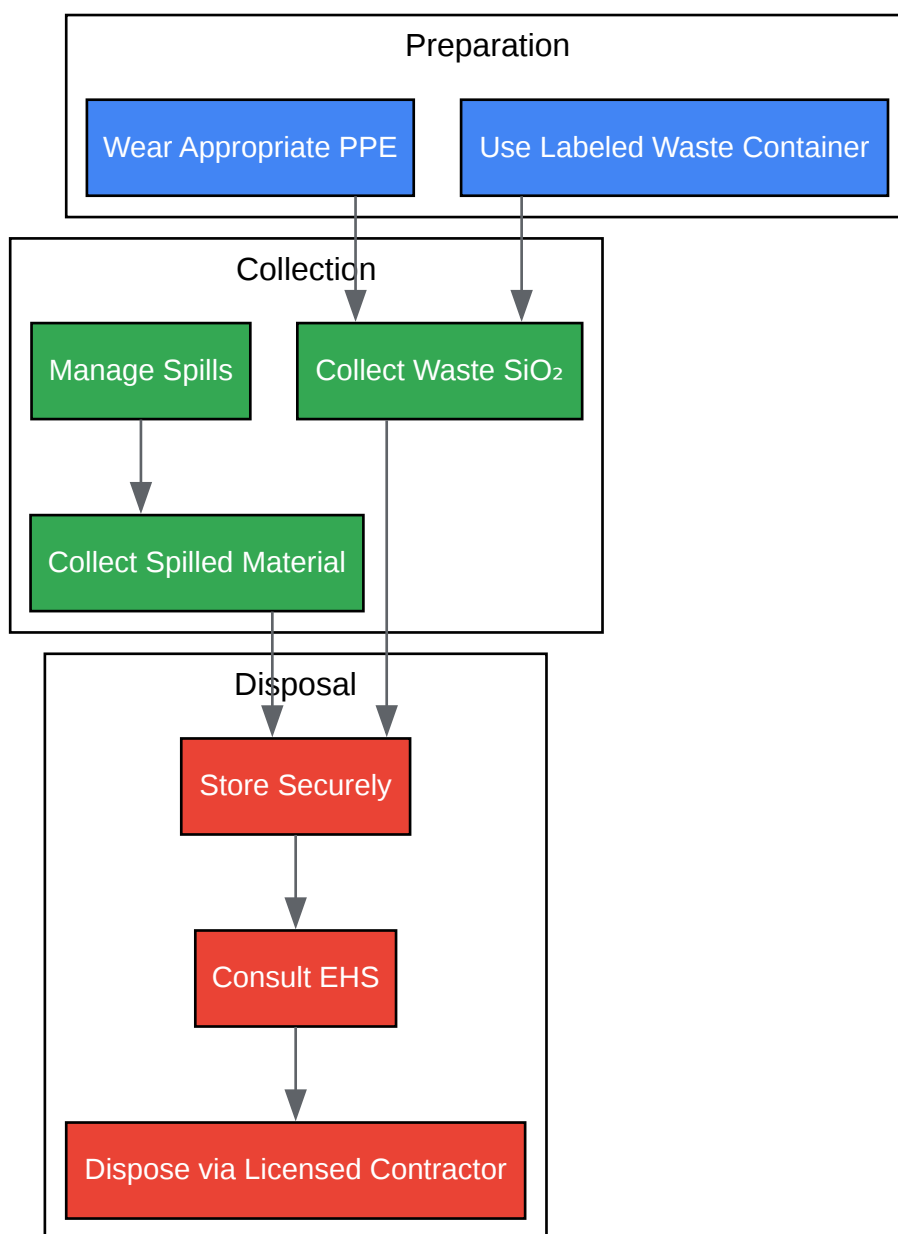 Preparation
Wear Appropriate PPE
Use Labeled Waste Container
Collection
Manage Spills
Collect Waste SiO₂
Collect Spilled Material
Disposal
Store Securely
Consult EHS
Dispose via Licensed Contractor